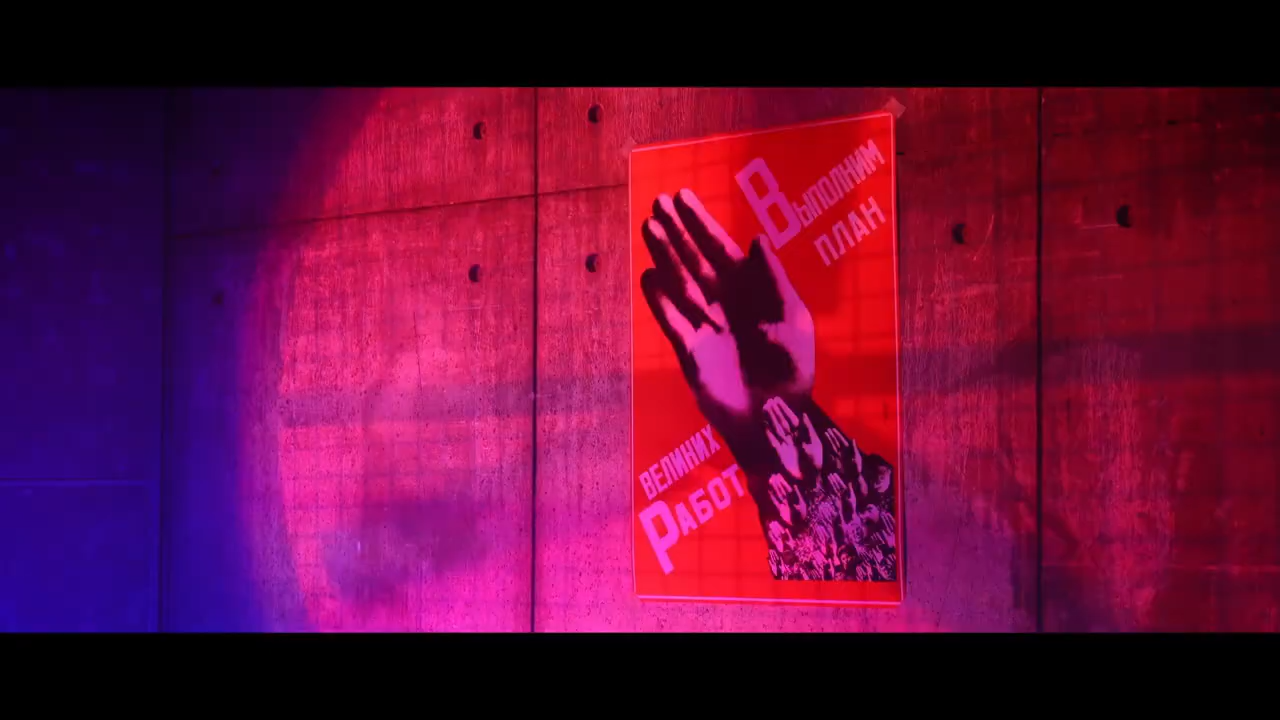 Выполним
план
великих
Работ